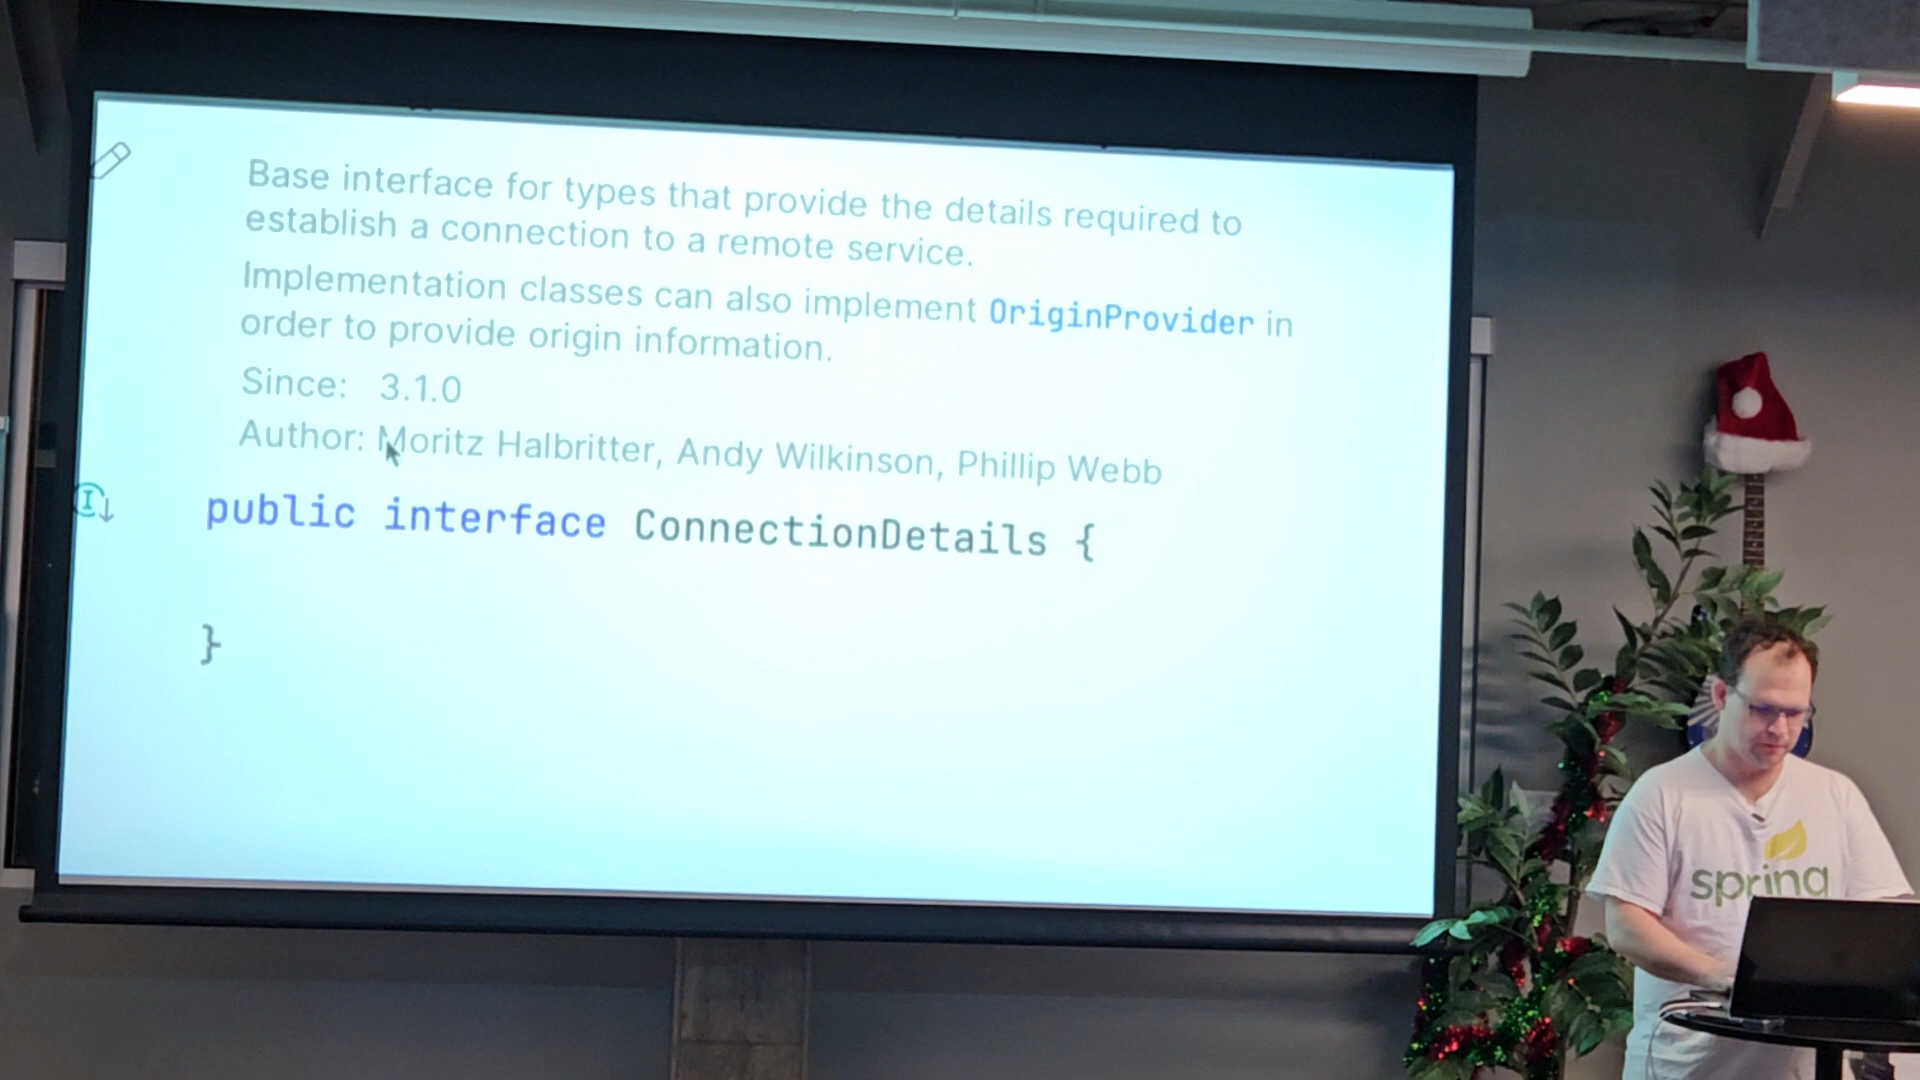 Base interface for types that provide the details required to
establish a connection to a remote service.
Implementation classes can also implement OriginProvider in
order to provide origin information.
Since: 3.1.0
Author: Moritz Halbritter, Andy Wilkinson, Phillip Webb
public interface ConnectionDetails {
}
spring